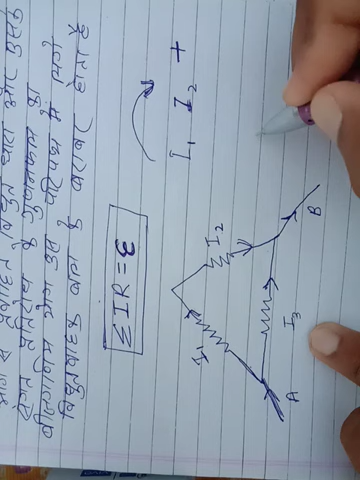 भाग में प्रवाहित विद्युत धारा और उसके
संगत प्रतिरोध के गुणनफल का
बीजगणितीय योग उस परिपथ में लगे
विद्युतवाहक बल के बराबर होता है
ΣIR = ε
I₁ I₂ +
I₁
I₂
I₃
A
B